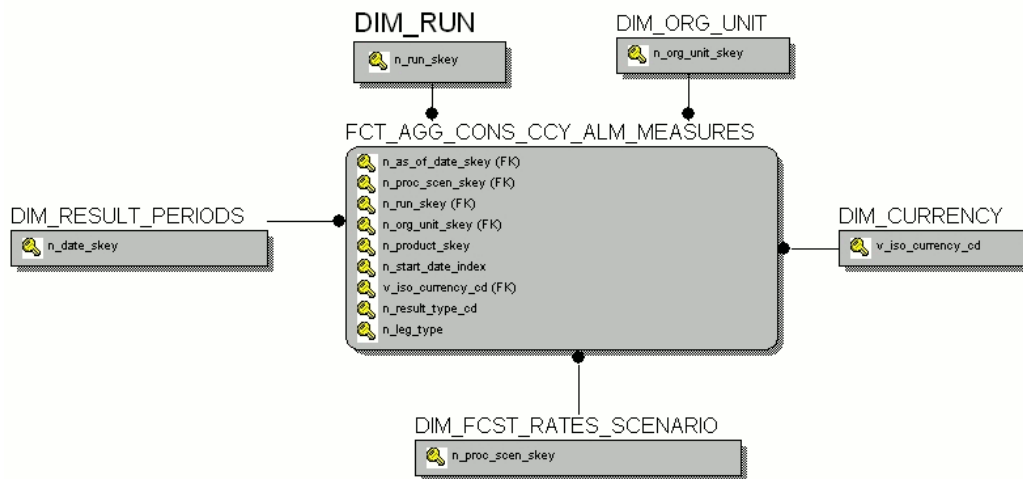 DIM_RUN
n_run_skey
DIM_ORG_UNIT
n_org_unit_skey
FCT_AGG_CONS_CCY_ALM_MEASURES
n_as_of_date_skey (FK)
n_proc_scen_skey (FK)
n_run_skey (FK)
n_org_unit_skey (FK)
n_product_skey
n_start_date_index
v_iso_currency_cd (FK)
n_result_type_cd
n_leg_type
DIM_RESULT_PERIODS
n_date_skey
DIM_CURRENCY
v_iso_currency_cd
DIM_FCST_RATES_SCENARIO
n_proc_scen_skey